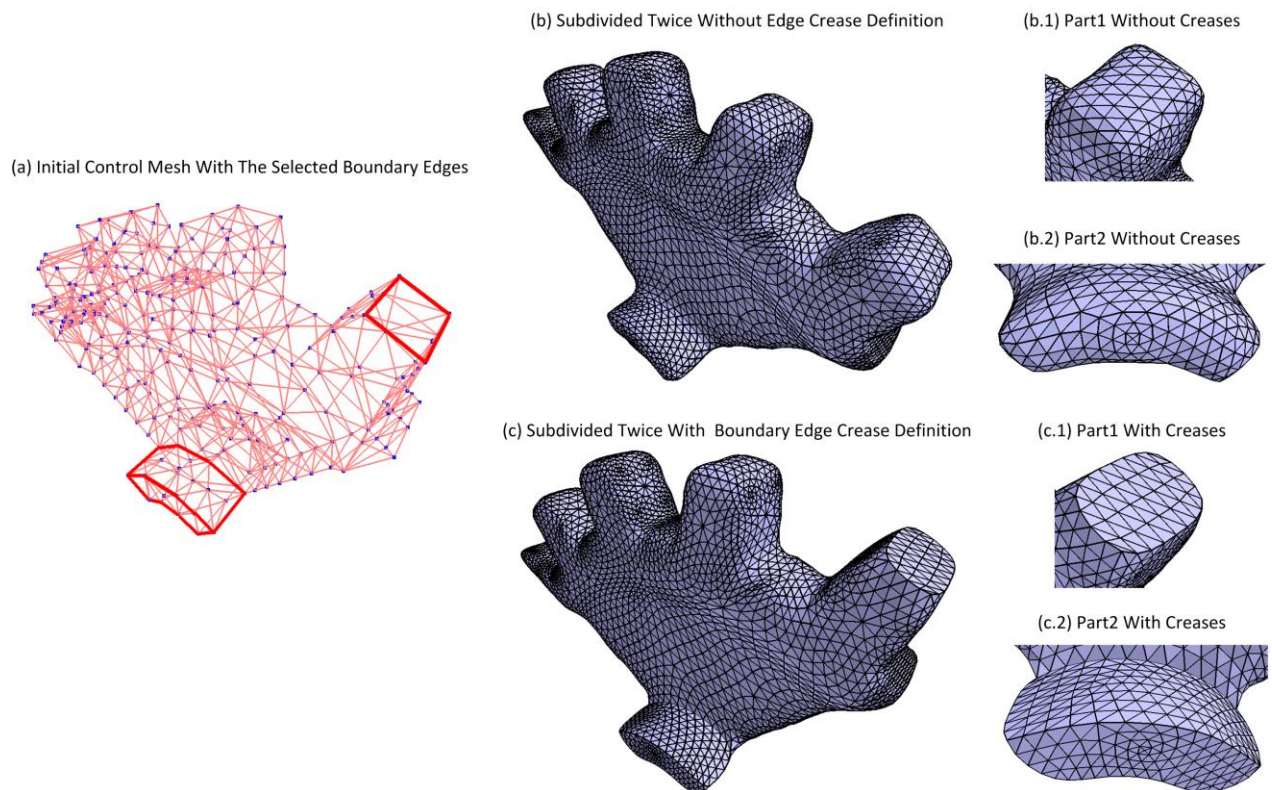 (b) Subdivided Twice Without Edge Crease Definition
(b.1) Part1 Without Creases
(a) Initial Control Mesh With The Selected Boundary Edges
(b.2) Part2 Without Creases
(c) Subdivided Twice With  Boundary Edge Crease Definition
(c.1) Part1 With Creases
(c.2) Part2 With Creases